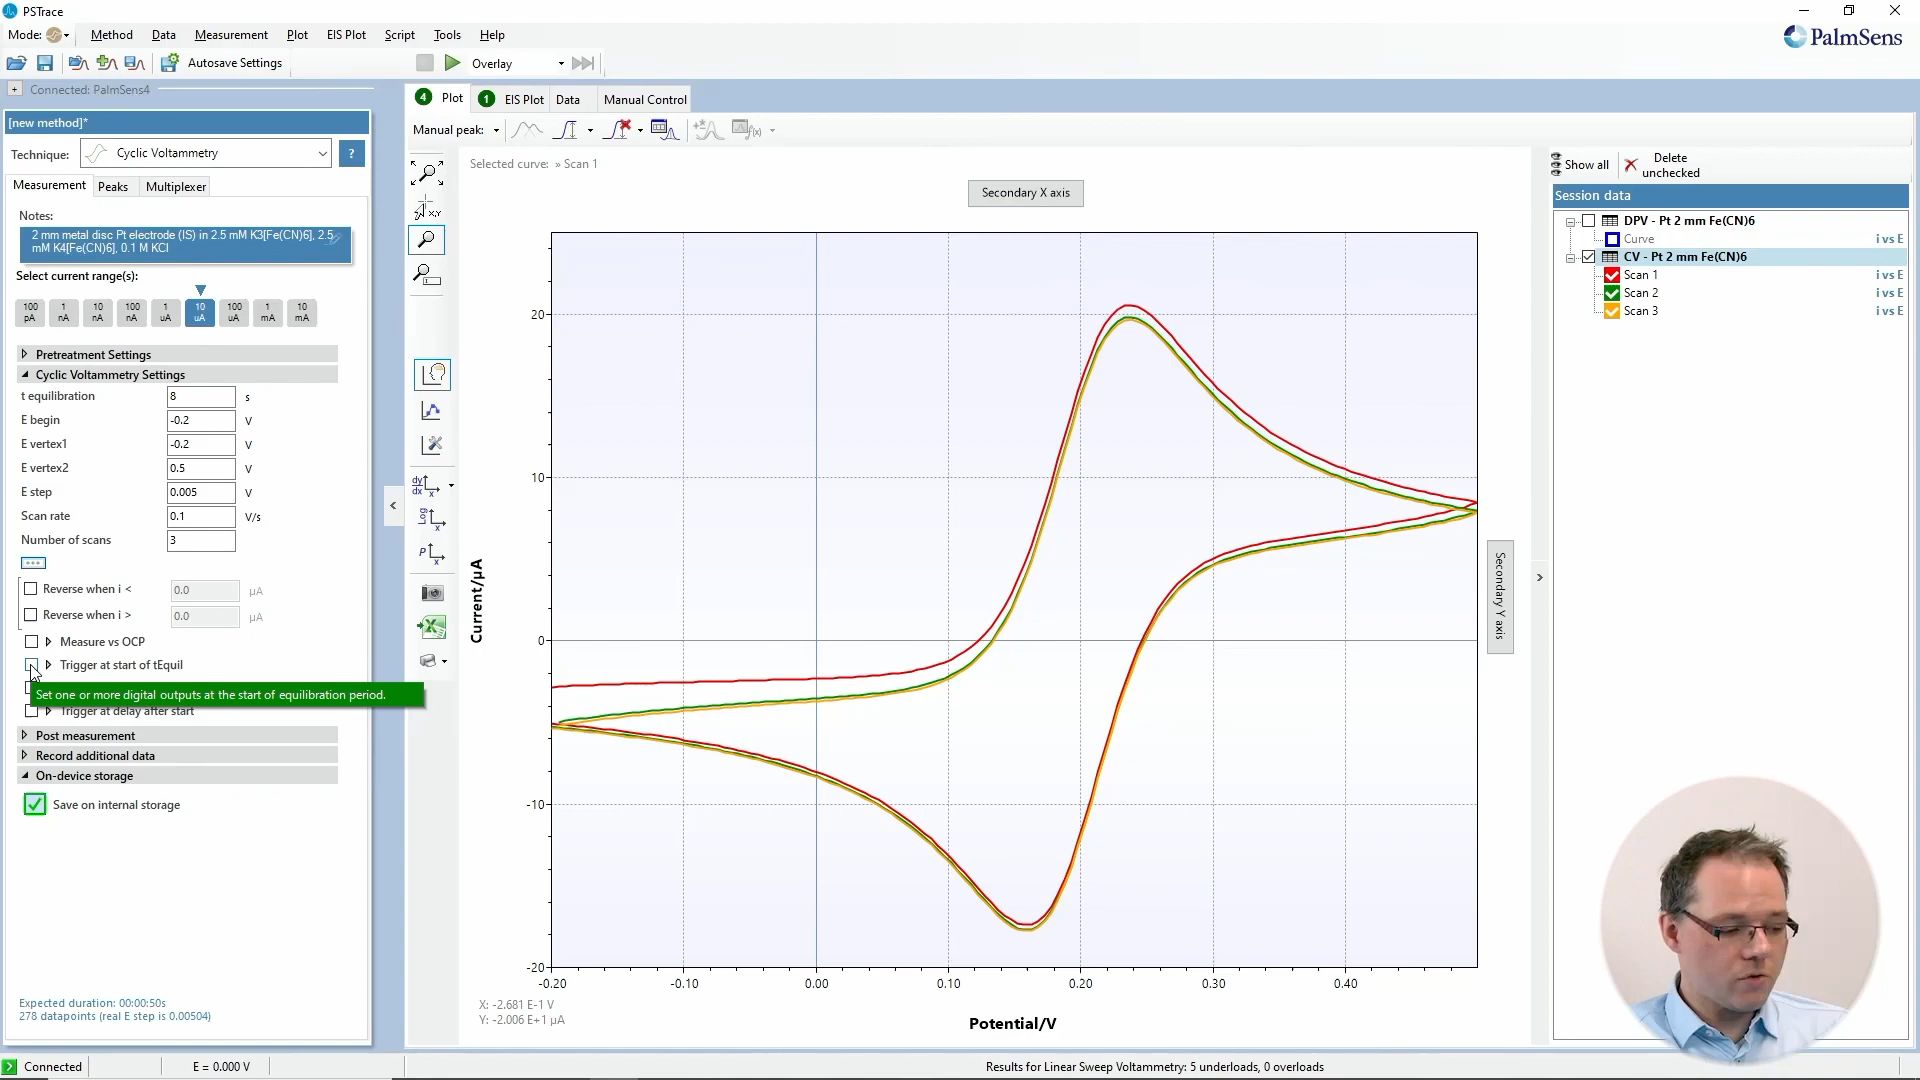 PSTrace
Mode:
Method
Data
Measurement
Plot
EIS Plot
Script
Tools
Help
PalmSens
Autosave Settings
Overlay
Connected: PalmSens4
4 Plot
1 EIS Plot
Data
Manual Control
[new method]*
Manual peak:
Technique:
Cyclic Voltammetry
?
Measurement
Peaks
Multiplexer
Notes:
2 mm metal disc Pt electrode (IS) in 2.5 mM K3[Fe(CN)6], 2.5
mM K4[Fe(CN)6], 0.1 M KCl
Select current range(s):
100 pA
1 nA
10 nA
100 nA
1 uA
10 uA
100 uA
1 mA
10 mA
Pretreatment Settings
Cyclic Voltammetry Settings
t equilibration 8 s
E begin -0.2 V
E vertex1 -0.2 V
E vertex2 0.5 V
E step 0.005 V
Scan rate 0.1 V/s
Number of scans 3
Reverse when i < 0.0 µA
Reverse when i > 0.0 µA
Measure vs OCP
Trigger at start of tEquil
Set one or more digital outputs at the start of equilibration period.
Trigger at delay after start
Post measurement
Record additional data
On-device storage
Save on internal storage
Expected duration: 00:00:50s
278 datapoints (real E step is 0.00504)
Connected
E = 0.000 V
X,Y
dy/dx
x
log
x
P
x
f(x)
Selected curve: » Scan 1
Secondary X axis
Current/µA
20
10
0
-10
-20
-0.20
-0.10
0.00
0.10
0.20
0.30
0.40
Secondary Y axis
X: -2.681 E-1 V
Y: -2.006 E+1 µA
Potential/V
Results for Linear Sweep Voltammetry: 5 underloads, 0 overloads
Show all
Delete
unchecked
Session data
DPV - Pt 2 mm Fe(CN)6
Curve i vs E
CV - Pt 2 mm Fe(CN)6
Scan 1 i vs E
Scan 2 i vs E
Scan 3 i vs E